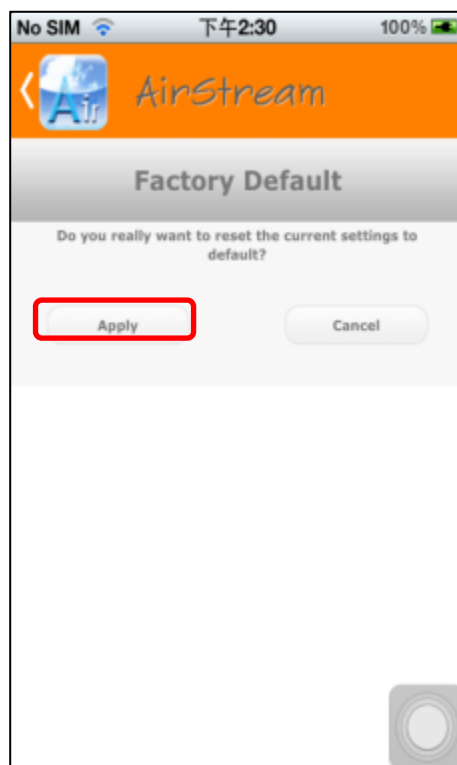 No SIM 下午2:30 100%
Air AirStream
Factory Default
Do you really want to reset the current settings to
default?
Apply Cancel